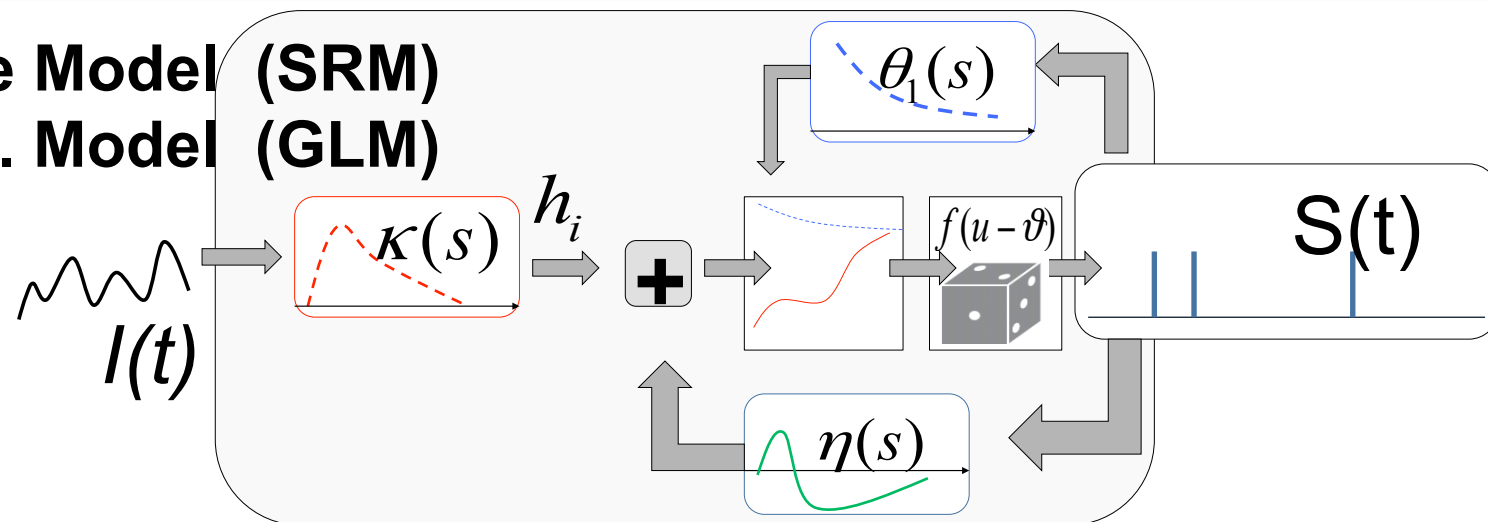 e Model (SRM)
. Model (GLM)
θ₁(s)
κ(s)
hᵢ
+
f(u − ϑ)
S(t)
I(t)
η(s)